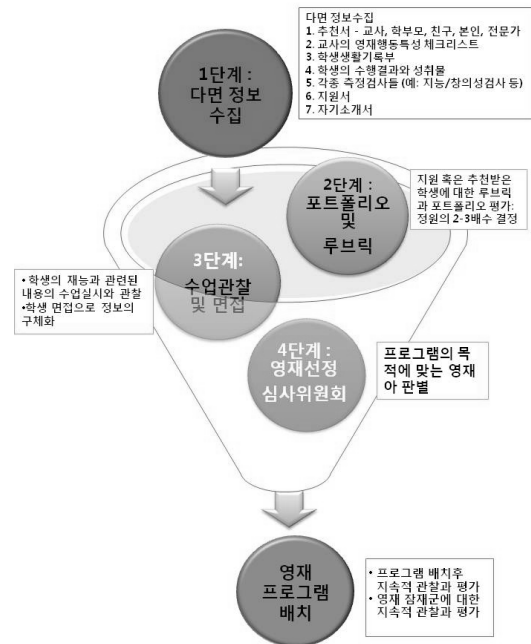 다면 정보수집
1. 추천서 - 교사, 학부모, 친구, 본인, 전문가
2. 교사의 영재행동특성 체크리스트
3. 학생생활기록부
4. 학생의 수행결과와 성취물
5. 각종 측정검사들 (예: 지능/창의성검사 등)
6. 지원서
7. 자기소개서
1단계 :
다면 정보
수집
2단계 :
포트폴리오
및
루브릭
지원 혹은 추천받은
학생에 대한 루브릭
과 포트폴리오 평가:
정원의 2-3배수 결정
3단계:
수업관찰
및 면접
• 학생의 재능과 관련된
내용의 수업실시와 관찰
•학생 면접으로 정보의
구체화
4단계 :
영재선정
심사위원회
프로그램의 목
적에 맞는 영재
아 판별
영재
프로그램
배치
• 프로그램 배치후
지속적 관찰과 평가
• 영재 잠재군에 대한
지속적 관찰과 평가